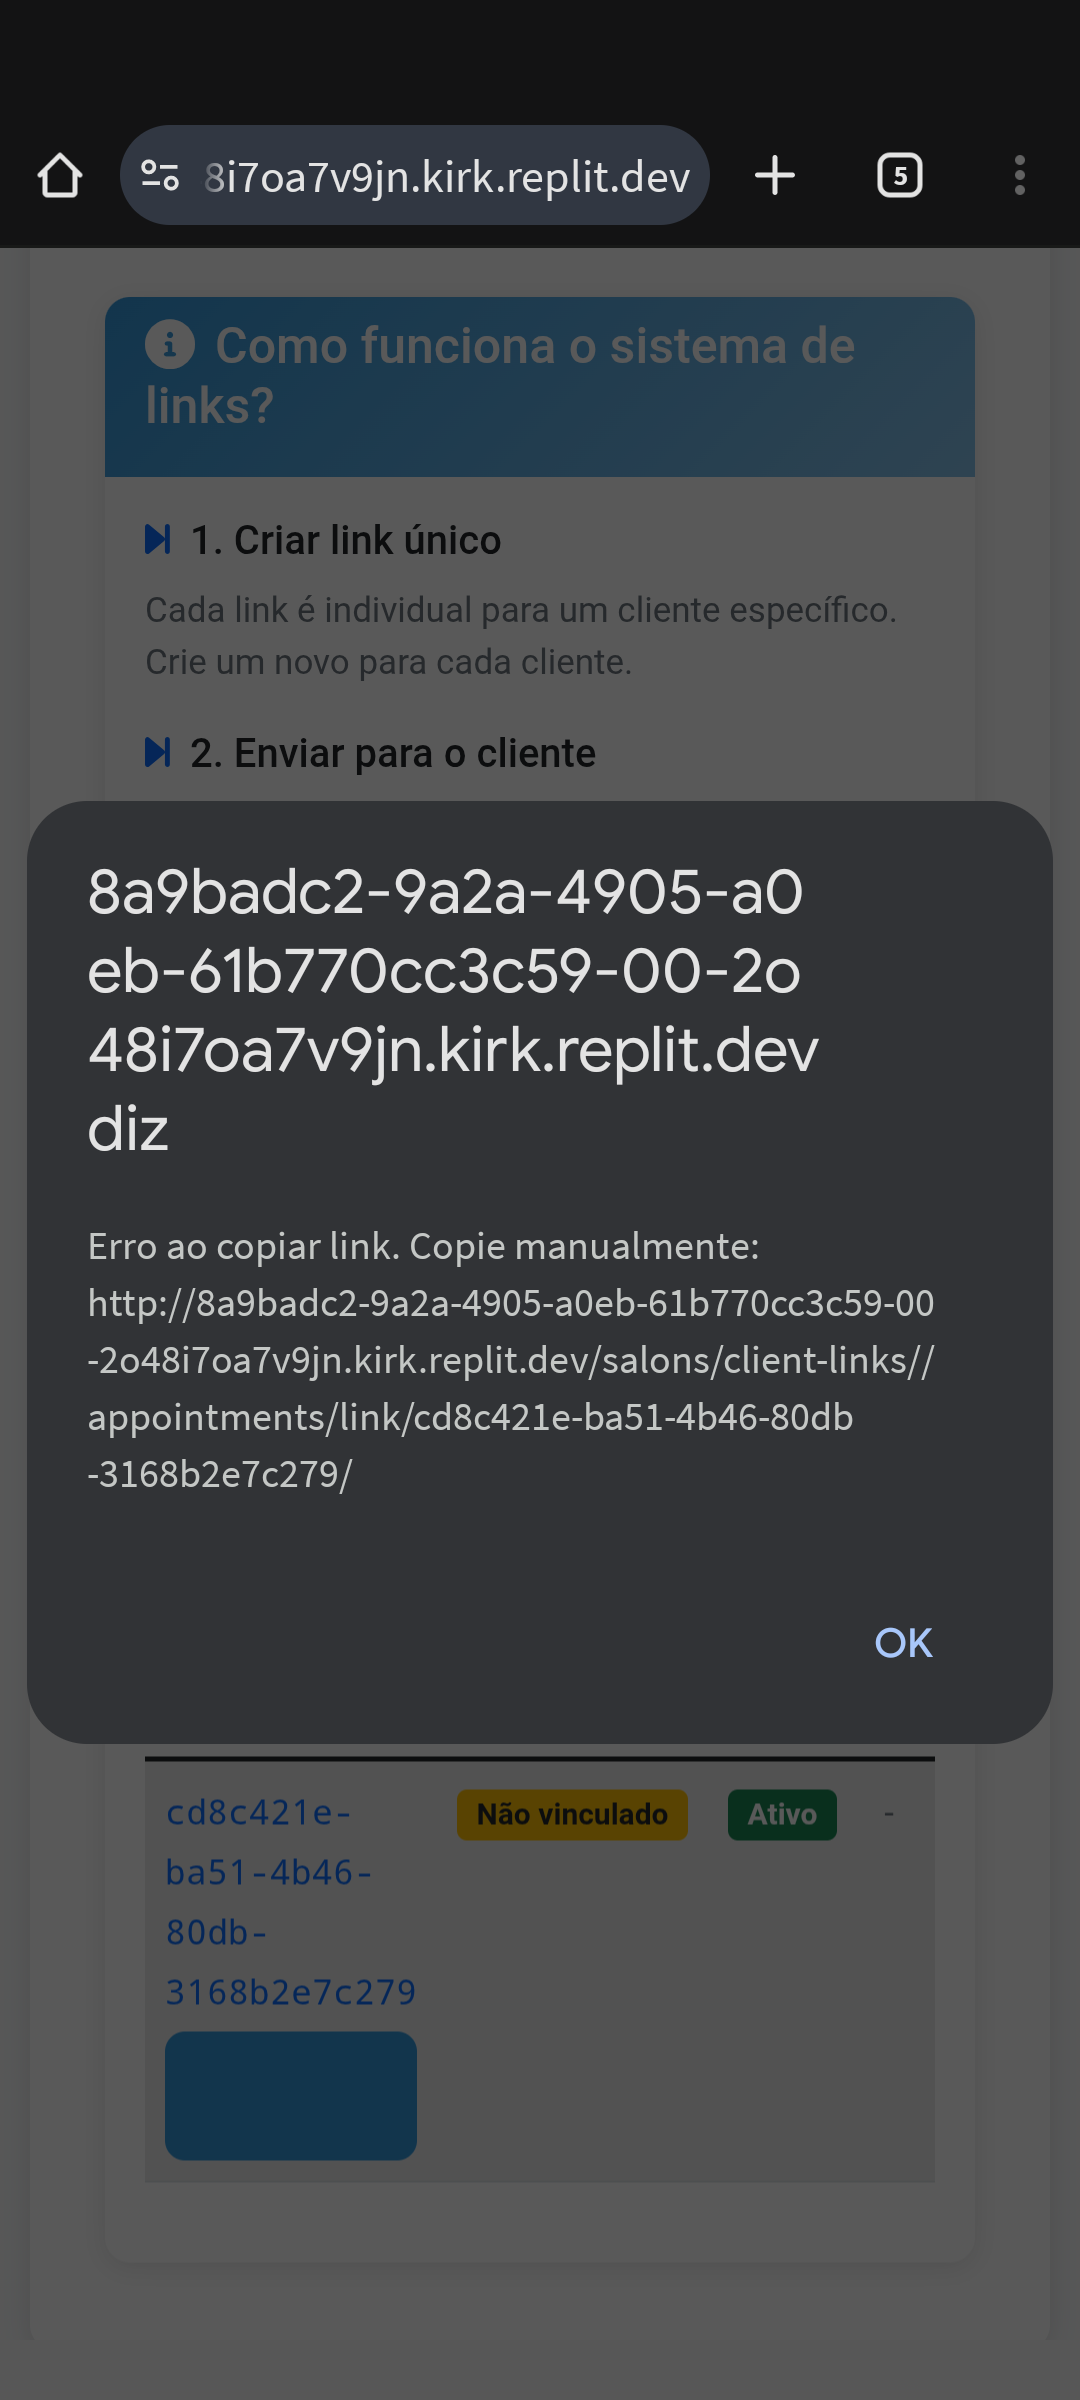 8i7oa7v9jn.kirk.replit.dev
5
Como funciona o sistema de
links?
1. Criar link único
Cada link é individual para um cliente específico.
Crie um novo para cada cliente.
2. Enviar para o cliente
8a9badc2-9a2a-4905-a0
eb-61b770cc3c59-00-2o
48i7oa7v9jn.kirk.replit.dev
diz
Erro ao copiar link. Copie manualmente:
http://8a9badc2-9a2a-4905-a0eb-61b770cc3c59-00
-2o48i7oa7v9jn.kirk.replit.dev/salons/client-links//
appointments/link/cd8c421e-ba51-4b46-80db
-3168b2e7c279/
OK
cd8c421e- Não vinculado Ativo -
ba51-4b46-
80db-
3168b2e7c279